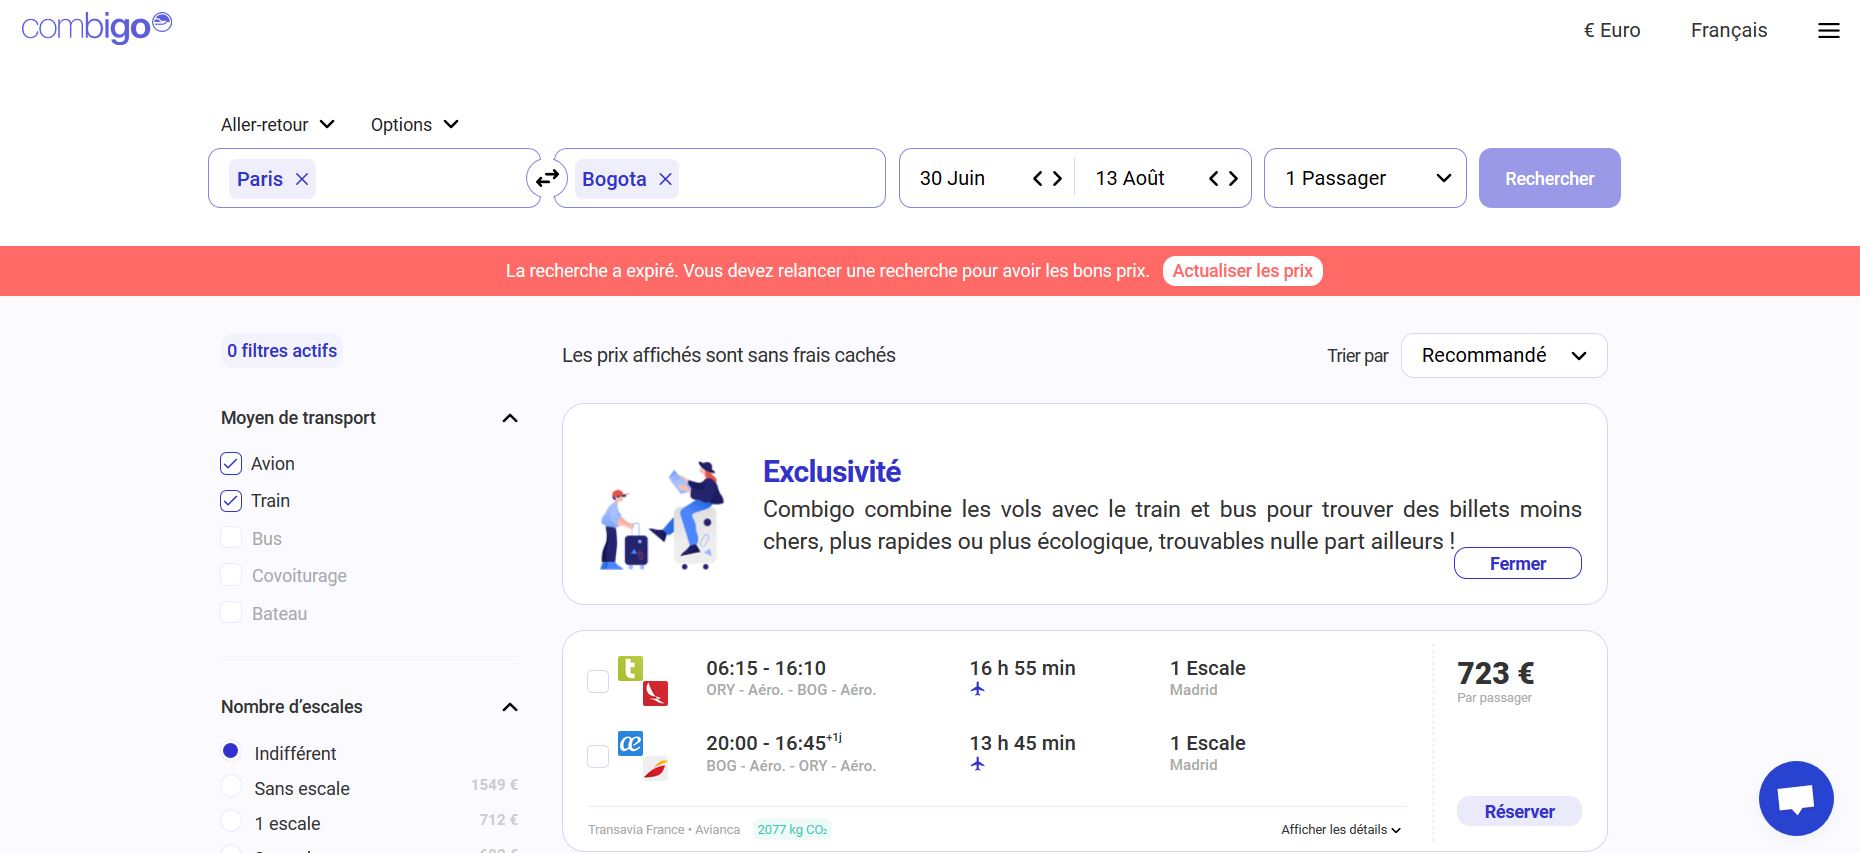 combigo
€ Euro
Français
Aller-retour
Options
Paris
Bogota
30 Juin
13 Août
1 Passager
Rechercher
La recherche a expiré. Vous devez relancer une recherche pour avoir les bons prix.
Actualiser les prix
0 filtres actifs
Les prix affichés sont sans frais cachés
Trier par
Recommandé
Moyen de transport
Avion
Train
Bus
Covoiturage
Bateau
Nombre d'escales
Indifférent
Sans escale 1549 €
1 escale 712 €
Exclusivité
Combigo combine les vols avec le train et bus pour trouver des billets moins
chers, plus rapides ou plus écologique, trouvables nulle part ailleurs !
Fermer
t
06:15 - 16:10
ORY - Aéro. - BOG - Aéro.
16 h 55 min
1 Escale
Madrid
æ
20:00 - 16:45+1j
BOG - Aéro. - ORY - Aéro.
13 h 45 min
1 Escale
Madrid
Transavia France • Avianca
2077 kg CO₂
Afficher les détails
723 €
Par passager
Réserver